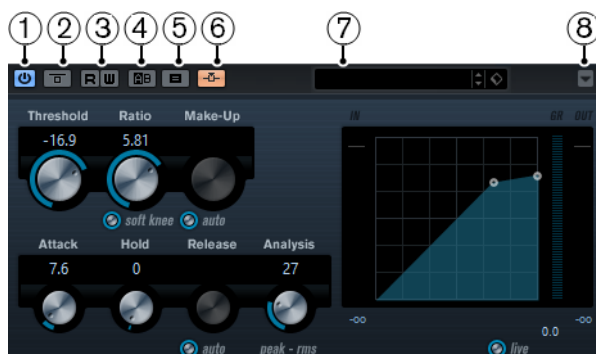 1 2 3 4 5 6 7 8
R W A B
Threshold Ratio Make-Up IN GR OUT
-16.9 5.81
soft knee auto
Attack Hold Release Analysis
7.6 0 27
-∞ -∞
0.0
auto peak - rms live